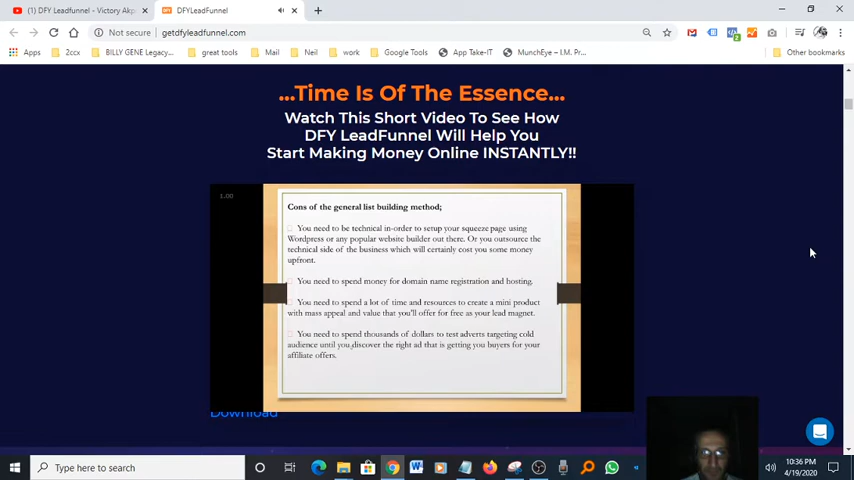 (1) DFY Lead Funnel - Victory Akp
DFYLeadFunnel
Not secure
getdfyleadfunnel.com
Apps
2ccx
BILLY GENE Legacy...
great tools
Mail
Neil
work
Google Tools
App Take-IT
MunchEye — I.M. Pr...
Other bookmarks
...Time Is Of The Essence...
Watch This Short Video To See How
DFY LeadFunnel Will Help You
Start Making Money Online INSTANTLY!!
1.00
Cons of the general list building method;
You need to be technical in-order to setup your squeeze page using
Wordpress or any popular website builder out there. Or you outsource the
technical side of the business which will certainly cost you some money
upfront.
You need to spend money for domain name registration and hosting.
You need to spend a lot of time and resources to create a mini product
with mass appeal and value that you'll offer for free as your lead magnet.
You need to spend thousands of dollars to test adverts targeting cold
audience until you discover the right ad that is getting you buyers for your
affiliate offers.
Download
Type here to search
10:36 PM
4/19/2020